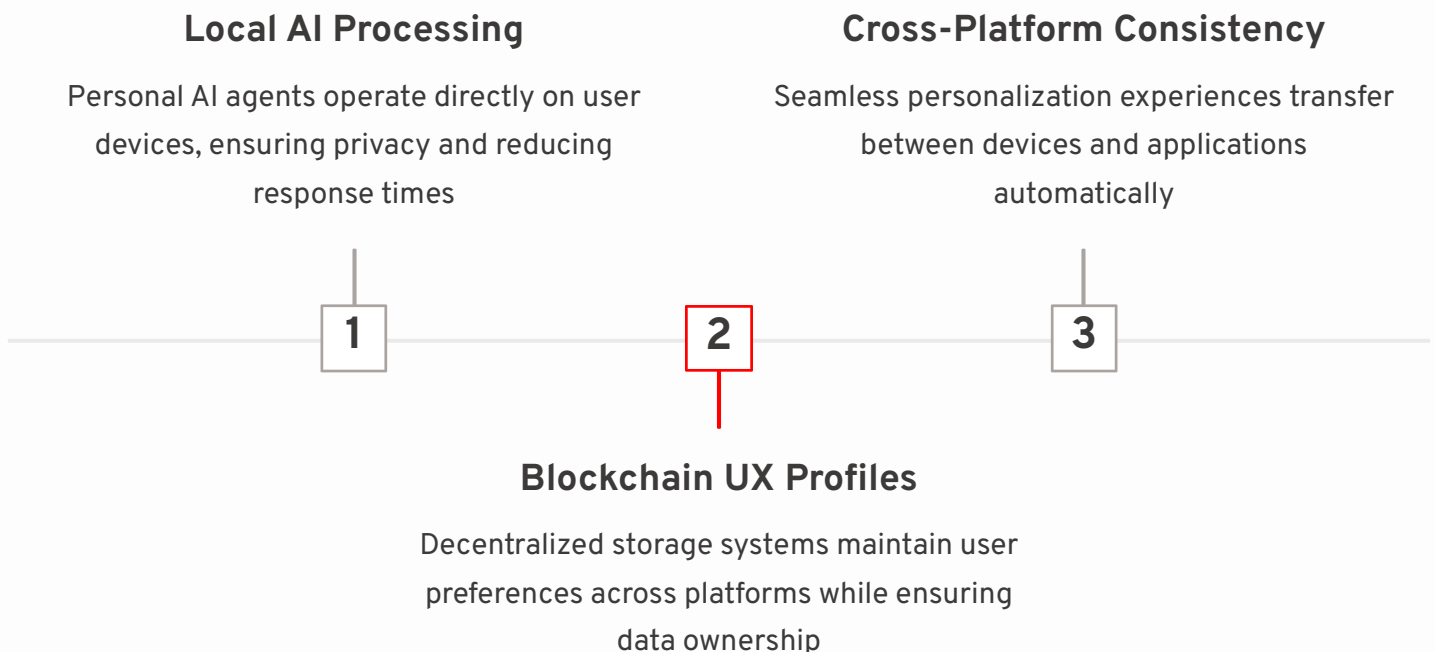 Local AI Processing
Personal AI agents operate directly on user
devices, ensuring privacy and reducing
response times
Cross-Platform Consistency
Seamless personalization experiences transfer
between devices and applications
automatically
1
2
3
Blockchain UX Profiles
Decentralized storage systems maintain user
preferences across platforms while ensuring
data ownership